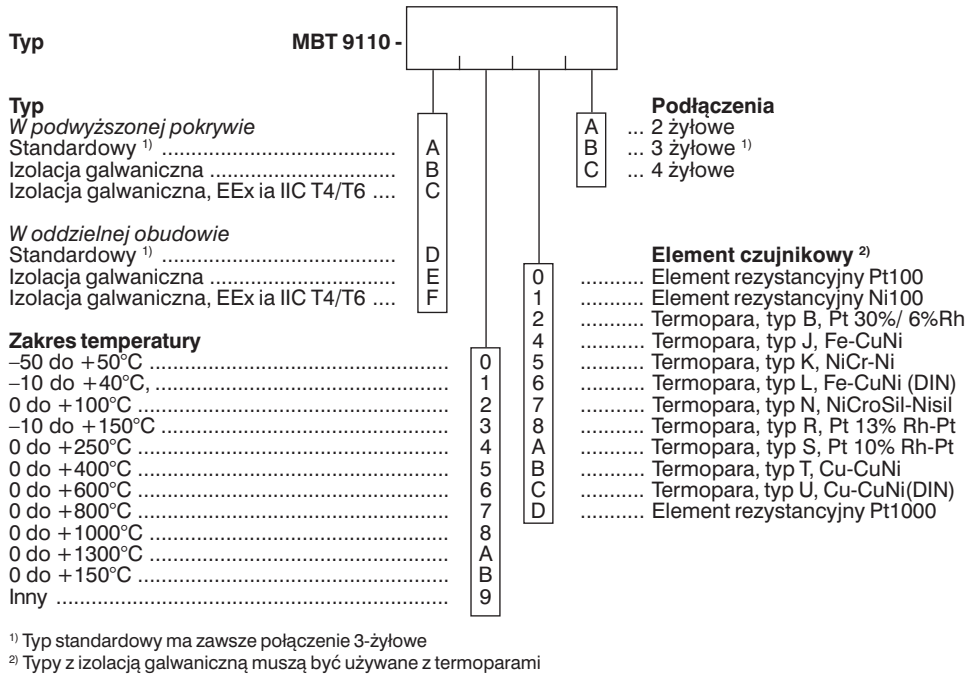 Typ MBT 9110 -
Typ
W podwyższonej pokrywie
Standardowy 1) ........................................ A
Izolacja galwaniczna ................................ B
Izolacja galwaniczna, EEx ia IIC T4/T6 .... C
W oddzielnej obudowie
Standardowy 1) ........................................ D
Izolacja galwaniczna ................................ E
Izolacja galwaniczna, EEx ia IIC T4/T6 .... F
Zakres temperatury
–50 do +50°C ................................................ 0
–10 do +40°C, ............................................... 1
0 do +100°C .................................................. 2
–10 do +150°C .............................................. 3
0 do +250°C .................................................. 4
0 do +400°C .................................................. 5
0 do +600°C .................................................. 6
0 do +800°C .................................................. 7
0 do +1000°C ................................................ 8
0 do +1300°C ................................................ A
0 do +150°C .................................................. B
Inny ................................................................ 9
Podłączenia
A ... 2 żyłowe
B ... 3 żyłowe 1)
C ... 4 żyłowe
Element czujnikowy 2)
0 ........... Element rezystancyjny Pt100
1 ........... Element rezystancyjny Ni100
2 ........... Termopara, typ B, Pt 30%/ 6%Rh
4 ........... Termopara, typ J, Fe-CuNi
5 ........... Termopara, typ K, NiCr-Ni
6 ........... Termopara, typ L, Fe-CuNi (DIN)
7 ........... Termopara, typ N, NiCroSil-Nisil
8 ........... Termopara, typ R, Pt 13% Rh-Pt
A ........... Termopara, typ S, Pt 10% Rh-Pt
B ........... Termopara, typ T, Cu-CuNi
C ........... Termopara, typ U, Cu-CuNi(DIN)
D ........... Element rezystancyjny Pt1000
1) Typ standardowy ma zawsze połączenie 3-żyłowe
2) Typy z izolacją galwaniczną muszą być używane z termoparami